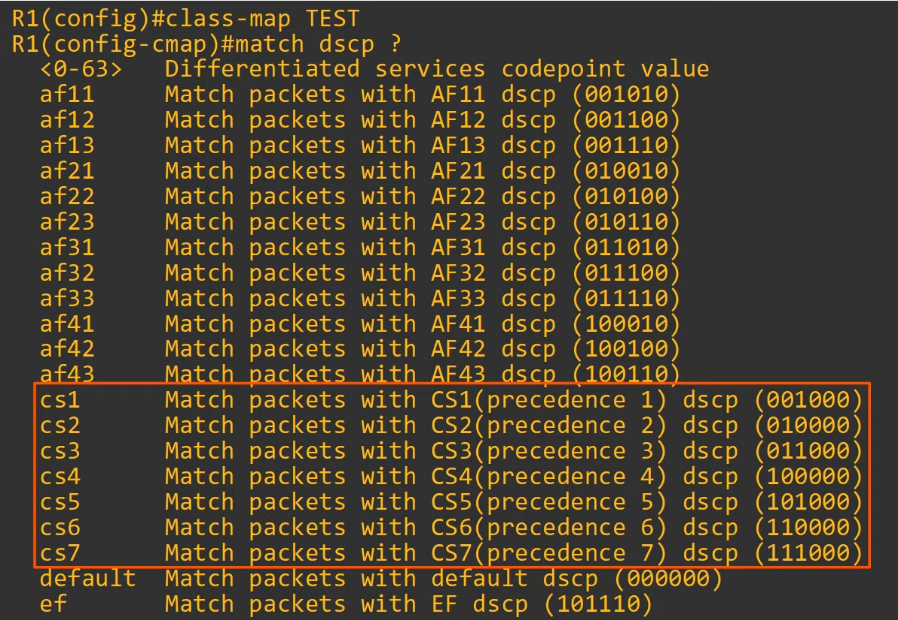 R1(config)#class-map TEST
R1(config-cmap)#match dscp ?
<0-63> Differentiated services codepoint value
af11 Match packets with AF11 dscp (001010)
af12 Match packets with AF12 dscp (001100)
af13 Match packets with AF13 dscp (001110)
af21 Match packets with AF21 dscp (010010)
af22 Match packets with AF22 dscp (010100)
af23 Match packets with AF23 dscp (010110)
af31 Match packets with AF31 dscp (011010)
af32 Match packets with AF32 dscp (011100)
af33 Match packets with AF33 dscp (011110)
af41 Match packets with AF41 dscp (100010)
af42 Match packets with AF42 dscp (100100)
af43 Match packets with AF43 dscp (100110)
cs1 Match packets with CS1(precedence 1) dscp (001000)
cs2 Match packets with CS2(precedence 2) dscp (010000)
cs3 Match packets with CS3(precedence 3) dscp (011000)
cs4 Match packets with CS4(precedence 4) dscp (100000)
cs5 Match packets with CS5(precedence 5) dscp (101000)
cs6 Match packets with CS6(precedence 6) dscp (110000)
cs7 Match packets with CS7(precedence 7) dscp (111000)
default Match packets with default dscp (000000)
ef Match packets with EF dscp (101110)